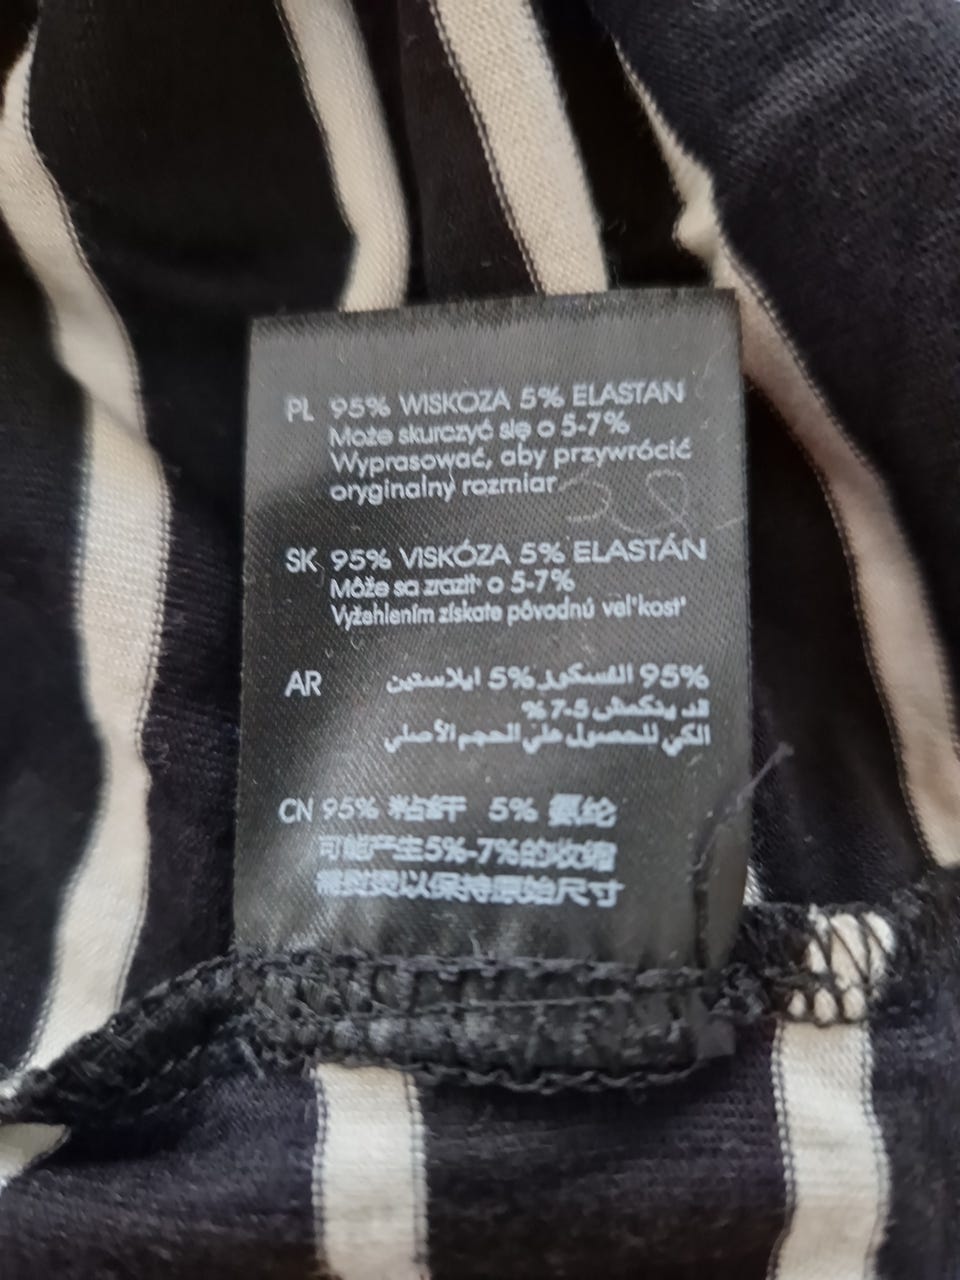 PL 95% WISKOZA 5% ELASTAN
Może skurczyć się o 5-7%
Wyprasować, aby przywrócić
oryginalny rozmiar
SK 95% VISKÓZA 5% ELASTÁN
Môže sa zraziť o 5-7%
Vyžehlením získate pôvodnú veľkosť
AR 95% الفسكوز 5% ايلاستين
قد ينكمش 5-7 %
الكي للحصول على الحجم الأصلي
CN 95% 粘纤 5% 氨纶
可能产生5%-7%的收缩
需熨烫以保持原始尺寸